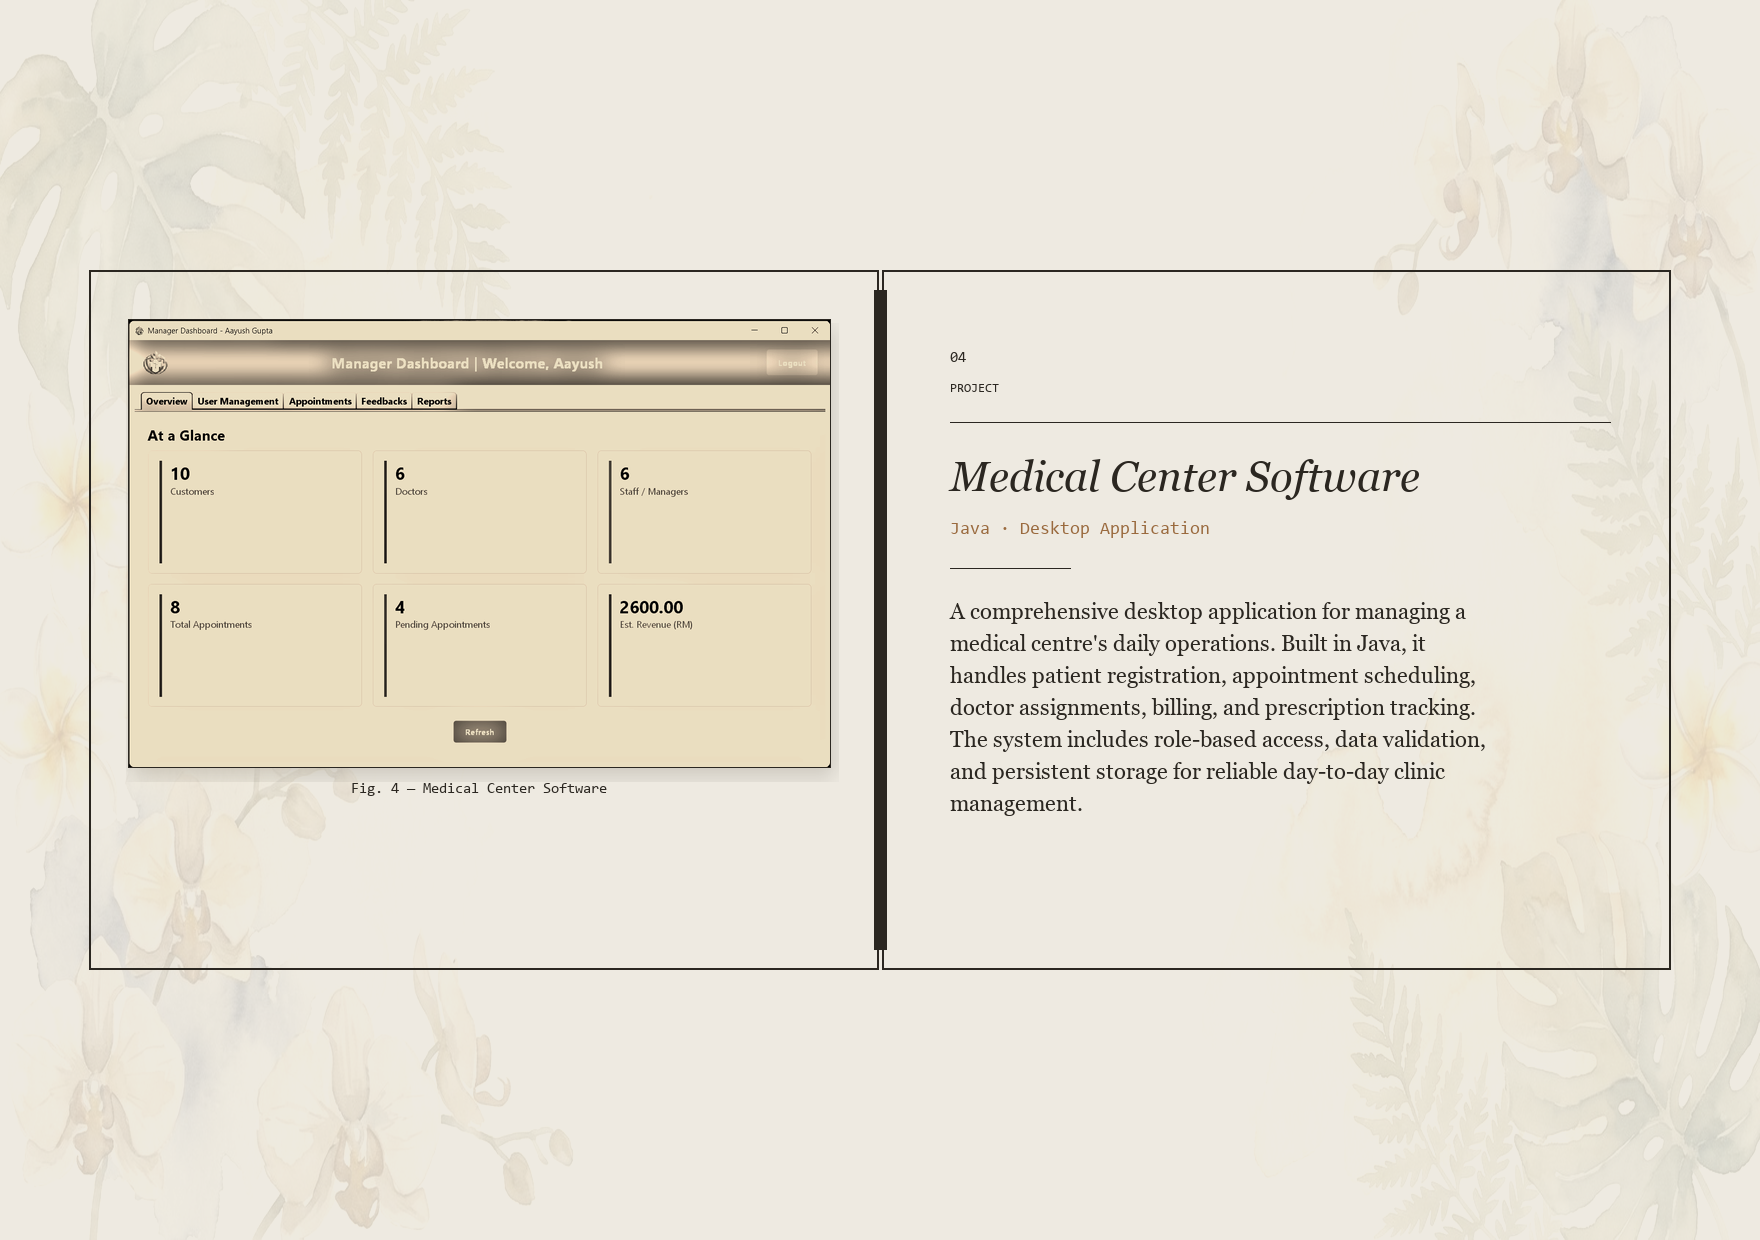 Manager Dashboard - Aayush Gupta
Manager Dashboard | Welcome, Aayush
Logout
Overview User Management Appointments Feedbacks Reports
At a Glance
10
Customers
6
Doctors
6
Staff / Managers
8
Total Appointments
4
Pending Appointments
2600.00
Est. Revenue (RM)
Refresh
Fig. 4 — Medical Center Software
04
PROJECT
Medical Center Software
Java · Desktop Application
A comprehensive desktop application for managing a
medical centre's daily operations. Built in Java, it
handles patient registration, appointment scheduling,
doctor assignments, billing, and prescription tracking.
The system includes role-based access, data validation,
and persistent storage for reliable day-to-day clinic
management.